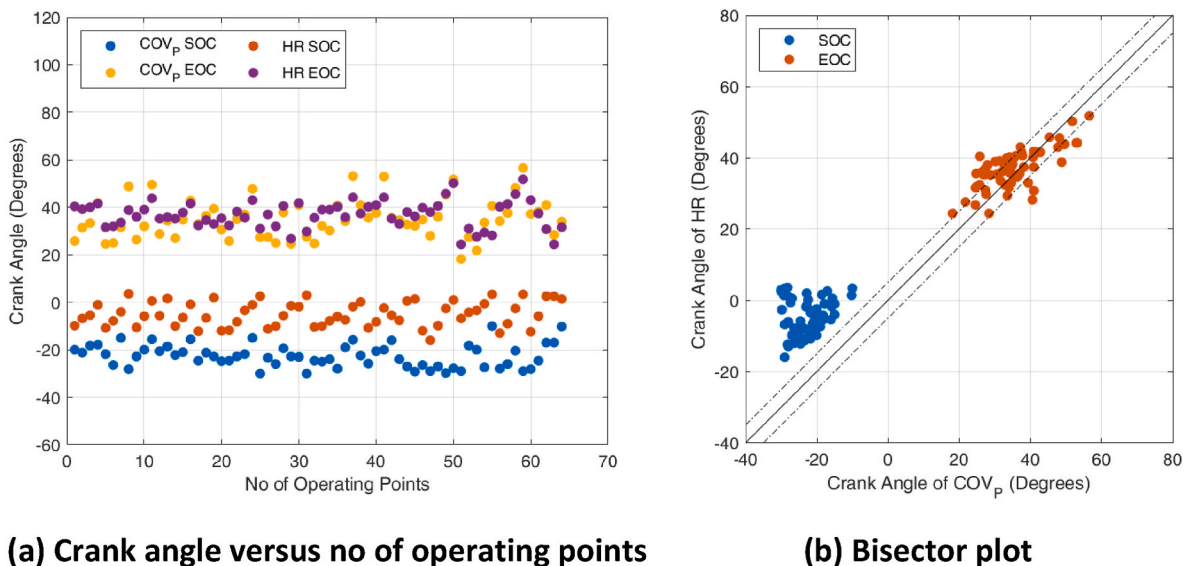 120
100
80
60
40
20
0
-20
-40
-60
0 10 20 30 40 50 60 70
Crank Angle (Degrees)
No of Operating Points
COV_P SOC HR SOC
COV_P EOC HR EOC
80
60
40
20
0
-20
-40
-40 -20 0 20 40 60 80
Crank Angle of HR (Degrees)
Crank Angle of COV_P (Degrees)
SOC
EOC
(a) Crank angle versus no of operating points
(b) Bisector plot